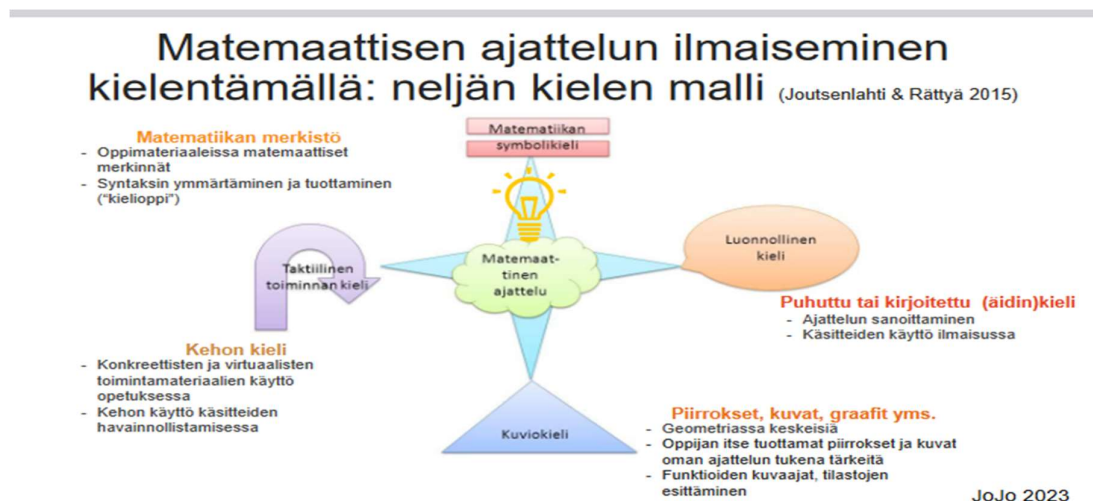 Matemaattisen ajattelun ilmaiseminen
kielentämällä: neljän kielen malli (Joutsenlahti & Rättyä 2015)
Matematiikan merkistö
- Oppimateriaaleissa matemaattiset
merkinnät
- Syntaksin ymmärtäminen ja tuottaminen
("kielioppi")
Matematiikan
symbolikieli
Taktiilinen
toiminnan kieli
Matemaat-
tinen
ajattelu
Luonnollinen
kieli
Puhuttu tai kirjoitettu (äidin)kieli
- Ajattelun sanoittaminen
- Käsitteiden käyttö ilmaisussa
Kehon kieli
- Konkreettisten ja virtuaalisten
toimintamateriaalien käyttö
opetuksessa
- Kehon käyttö käsitteiden
havainnollistamisessa
Kuviokieli
Piirrokset, kuvat, graafit yms.
- Geometriassa keskeisiä
- Oppijan itse tuottamat piirrokset ja kuvat
oman ajattelun tukena tärkeitä
- Funktioiden kuvaajat, tilastojen
esittäminen
JoJo 2023